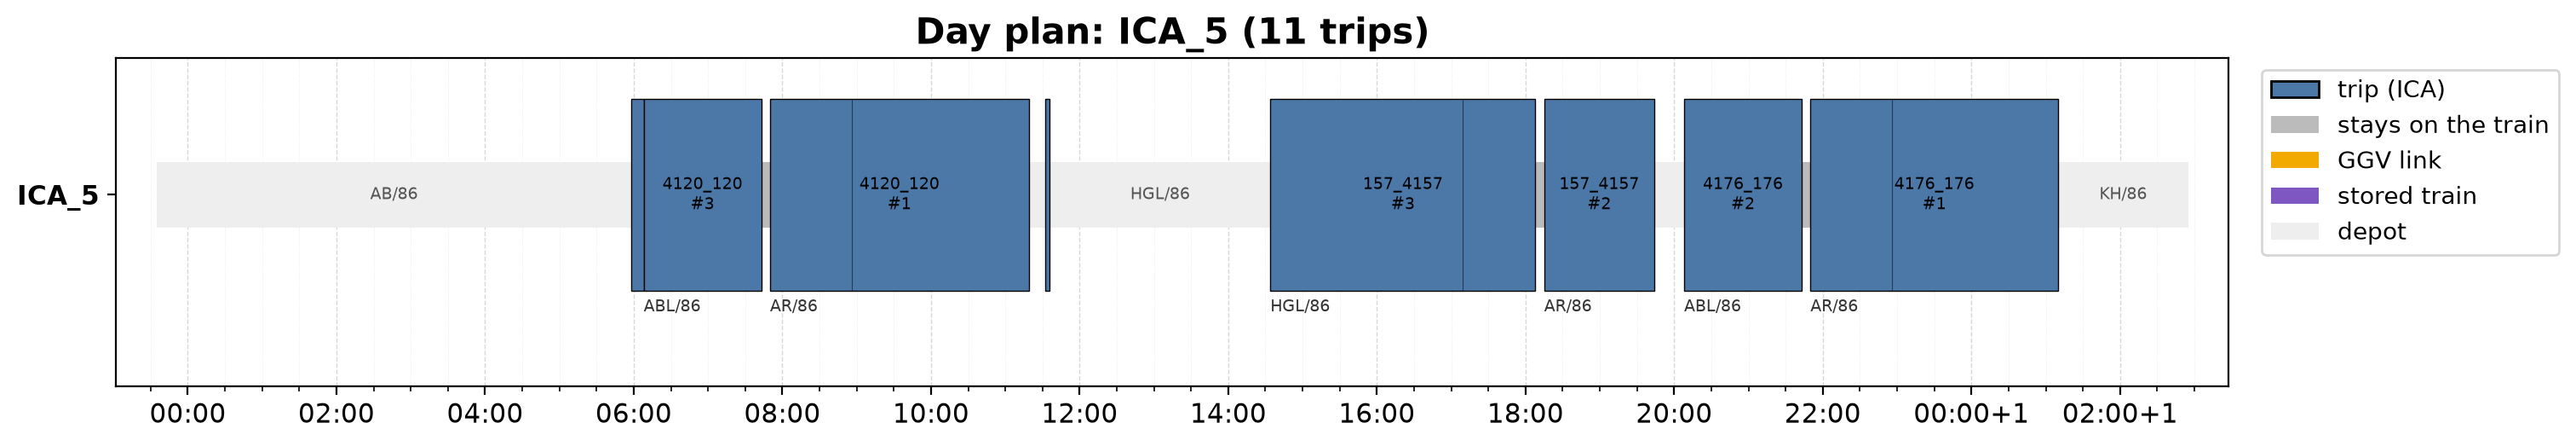 Day plan: ICA_5 (11 trips)
trip (ICA)
stays on the train
GGV link
stored train
depot
ICA_5
AB/86
4120_120
#3
4120_120
#1
HGL/86
157_4157
#3
157_4157
#2
4176_176
#2
4176_176
#1
KH/86
ABL/86
AR/86
HGL/86
AR/86
ABL/86
AR/86
00:00 02:00 04:00 06:00 08:00 10:00 12:00 14:00 16:00 18:00 20:00 22:00 00:00+1 02:00+1